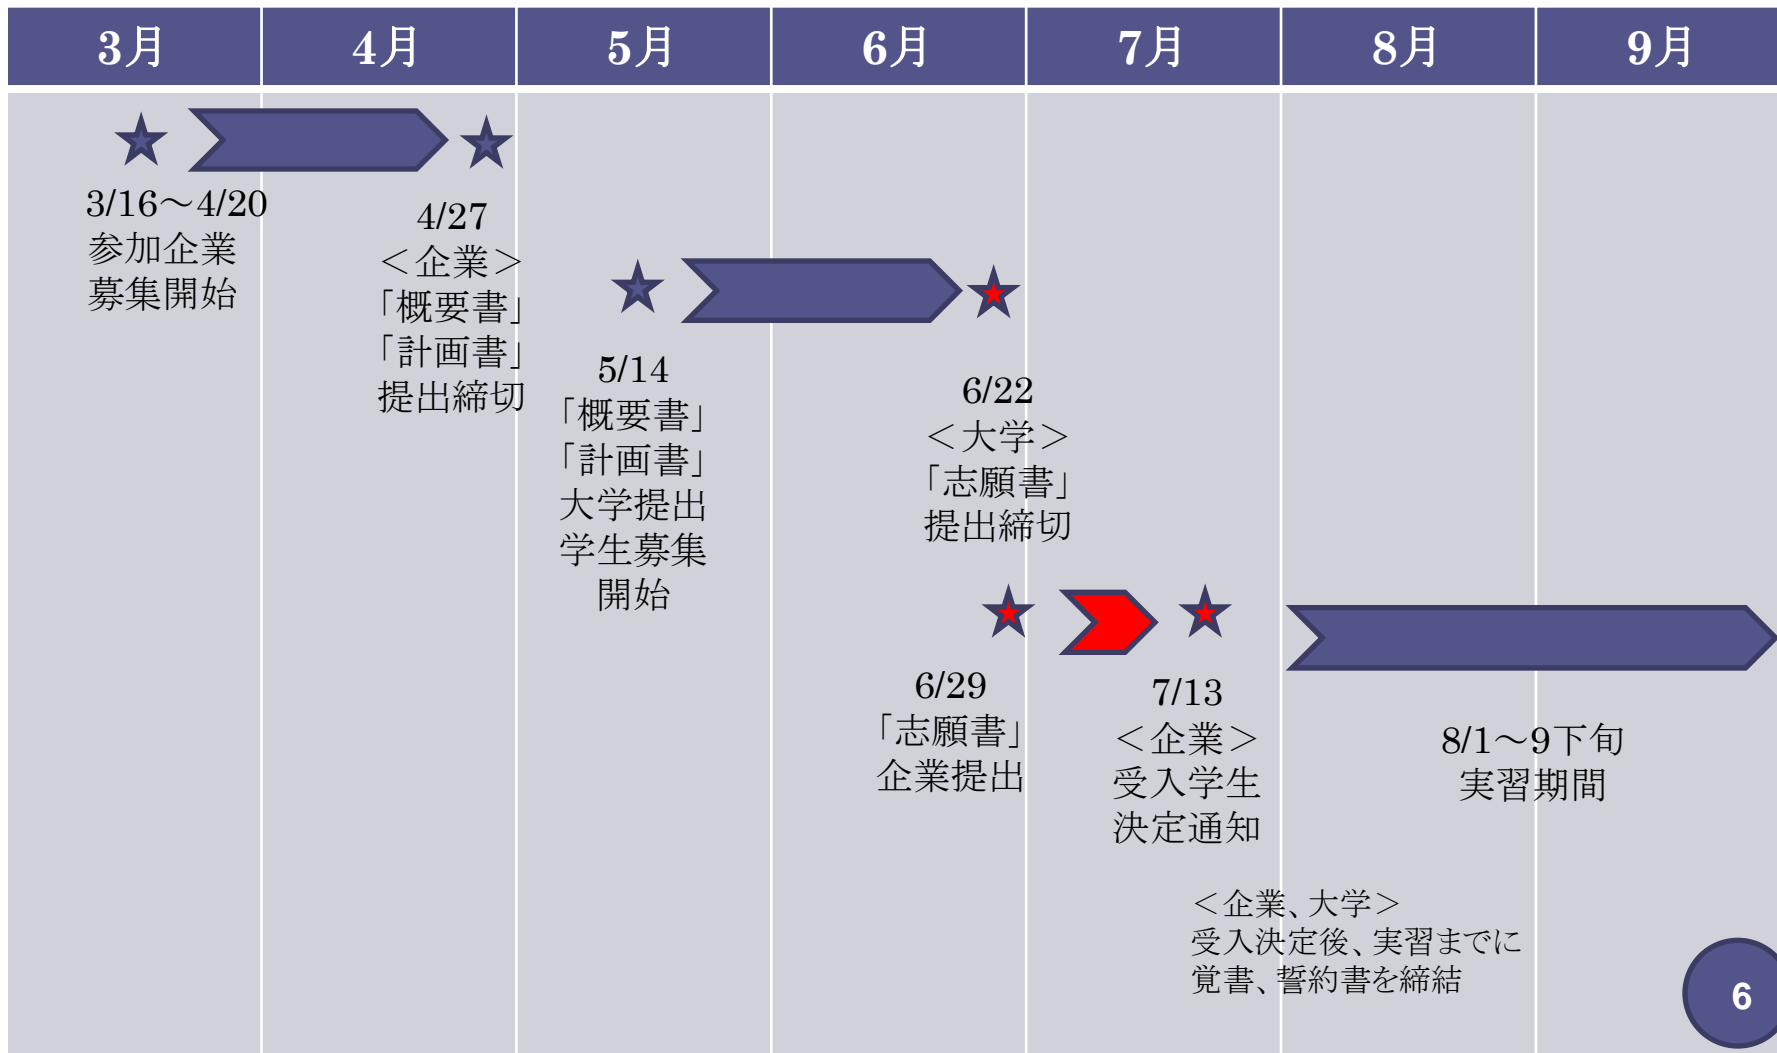 3月 4月 5月 6月 7月 8月 9月
3/16～4/20
参加企業
募集開始
4/27
＜企業＞
「概要書」
「計画書」
提出締切
5/14
「概要書」
「計画書」
大学提出
学生募集
開始
6/22
＜大学＞
「志願書」
提出締切
6/29
「志願書」
企業提出
7/13
＜企業＞
受入学生
決定通知
8/1～9下旬
実習期間
＜企業、大学＞
受入決定後、実習までに
覚書、誓約書を締結
6